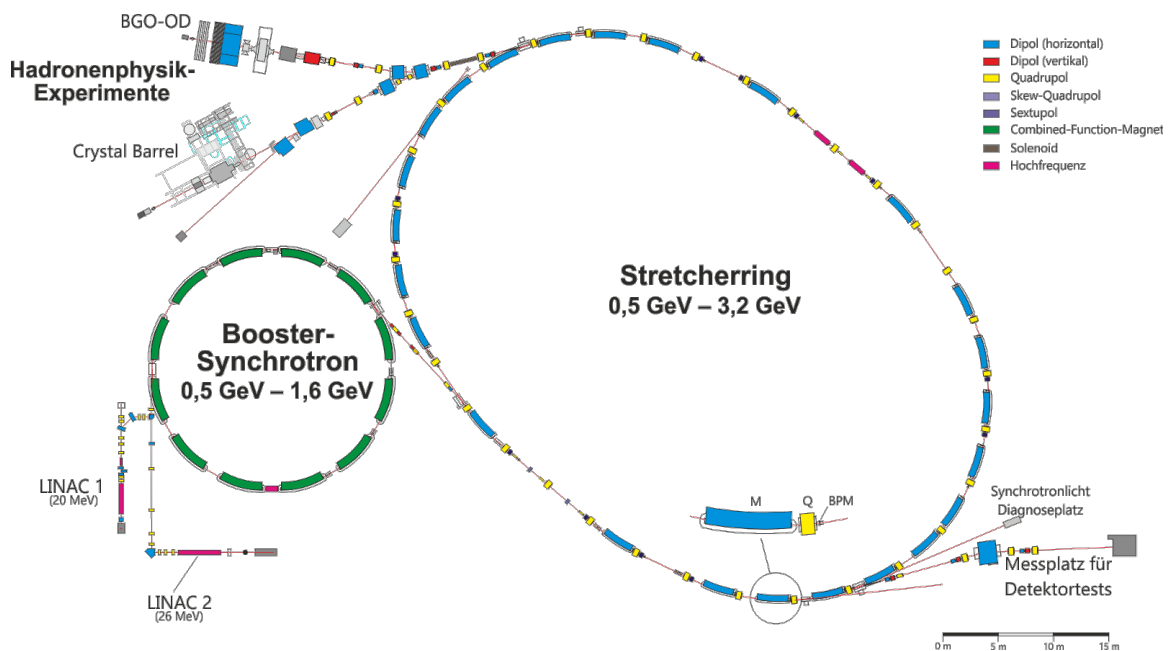 BGO-OD
Hadronenphysik-
Experimente
Crystal Barrel
Dipol (horizontal)
Dipol (vertikal)
Quadrupol
Skew-Quadrupol
Sextupol
Combined-Function-Magnet
Solenoid
Hochfrequenz
Stretcherring
0,5 GeV – 3,2 GeV
Booster-
Synchrotron
0,5 GeV – 1,6 GeV
LINAC 1
(20 MeV)
LINAC 2
(26 MeV)
M
Q
BPM
Synchrotronlicht
Diagnoseplatz
Messplatz für
Detektortests
0 m 5 m 10 m 15 m